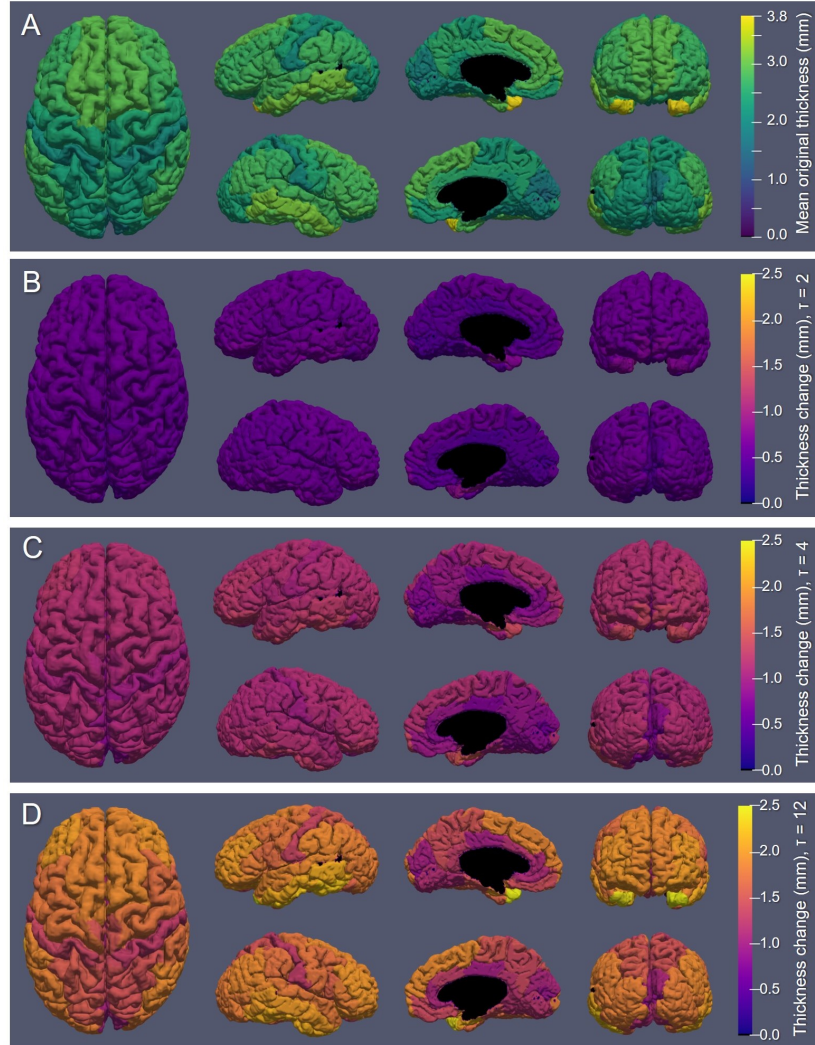 A
3.8
3.0
2.0
1.0
0.0
Mean original thickness (mm)
B
2.5
2.0
1.5
1.0
0.5
0.0
Thickness change (mm), τ = 2
C
2.5
2.0
1.5
1.0
0.5
0.0
Thickness change (mm), τ = 4
D
2.5
2.0
1.5
1.0
0.5
0.0
Thickness change (mm), τ = 12